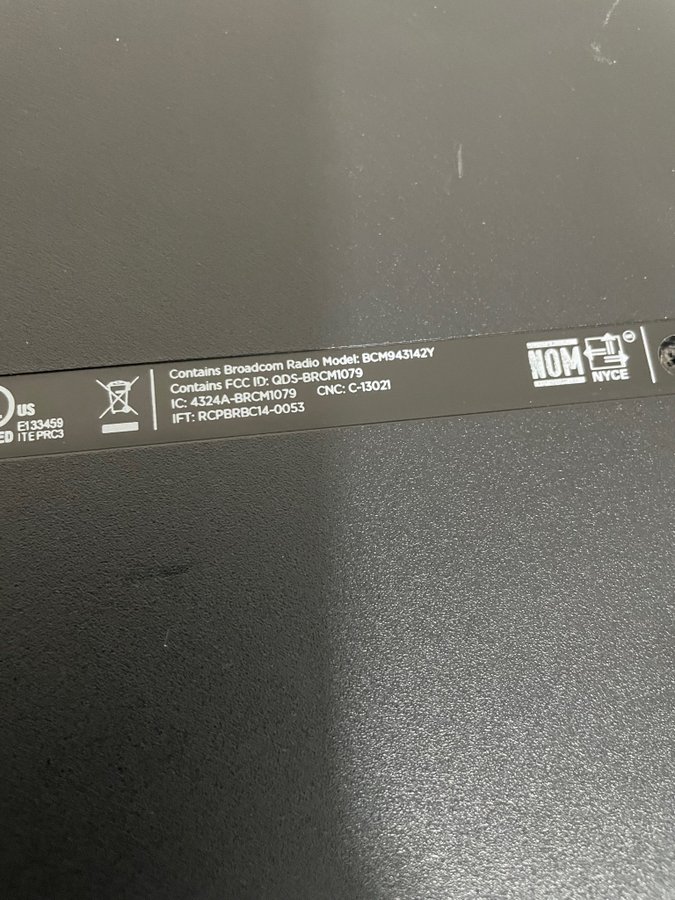 US
E133459
ED ITE PRC3
Contains Broadcom Radio Model: BCM943142Y
Contains FCC ID: QDS-BRCM1079
IC: 4324A-BRCM1079 CNC: C-13021
IFT: RCPBRBC14-0053
NOM
NYCE